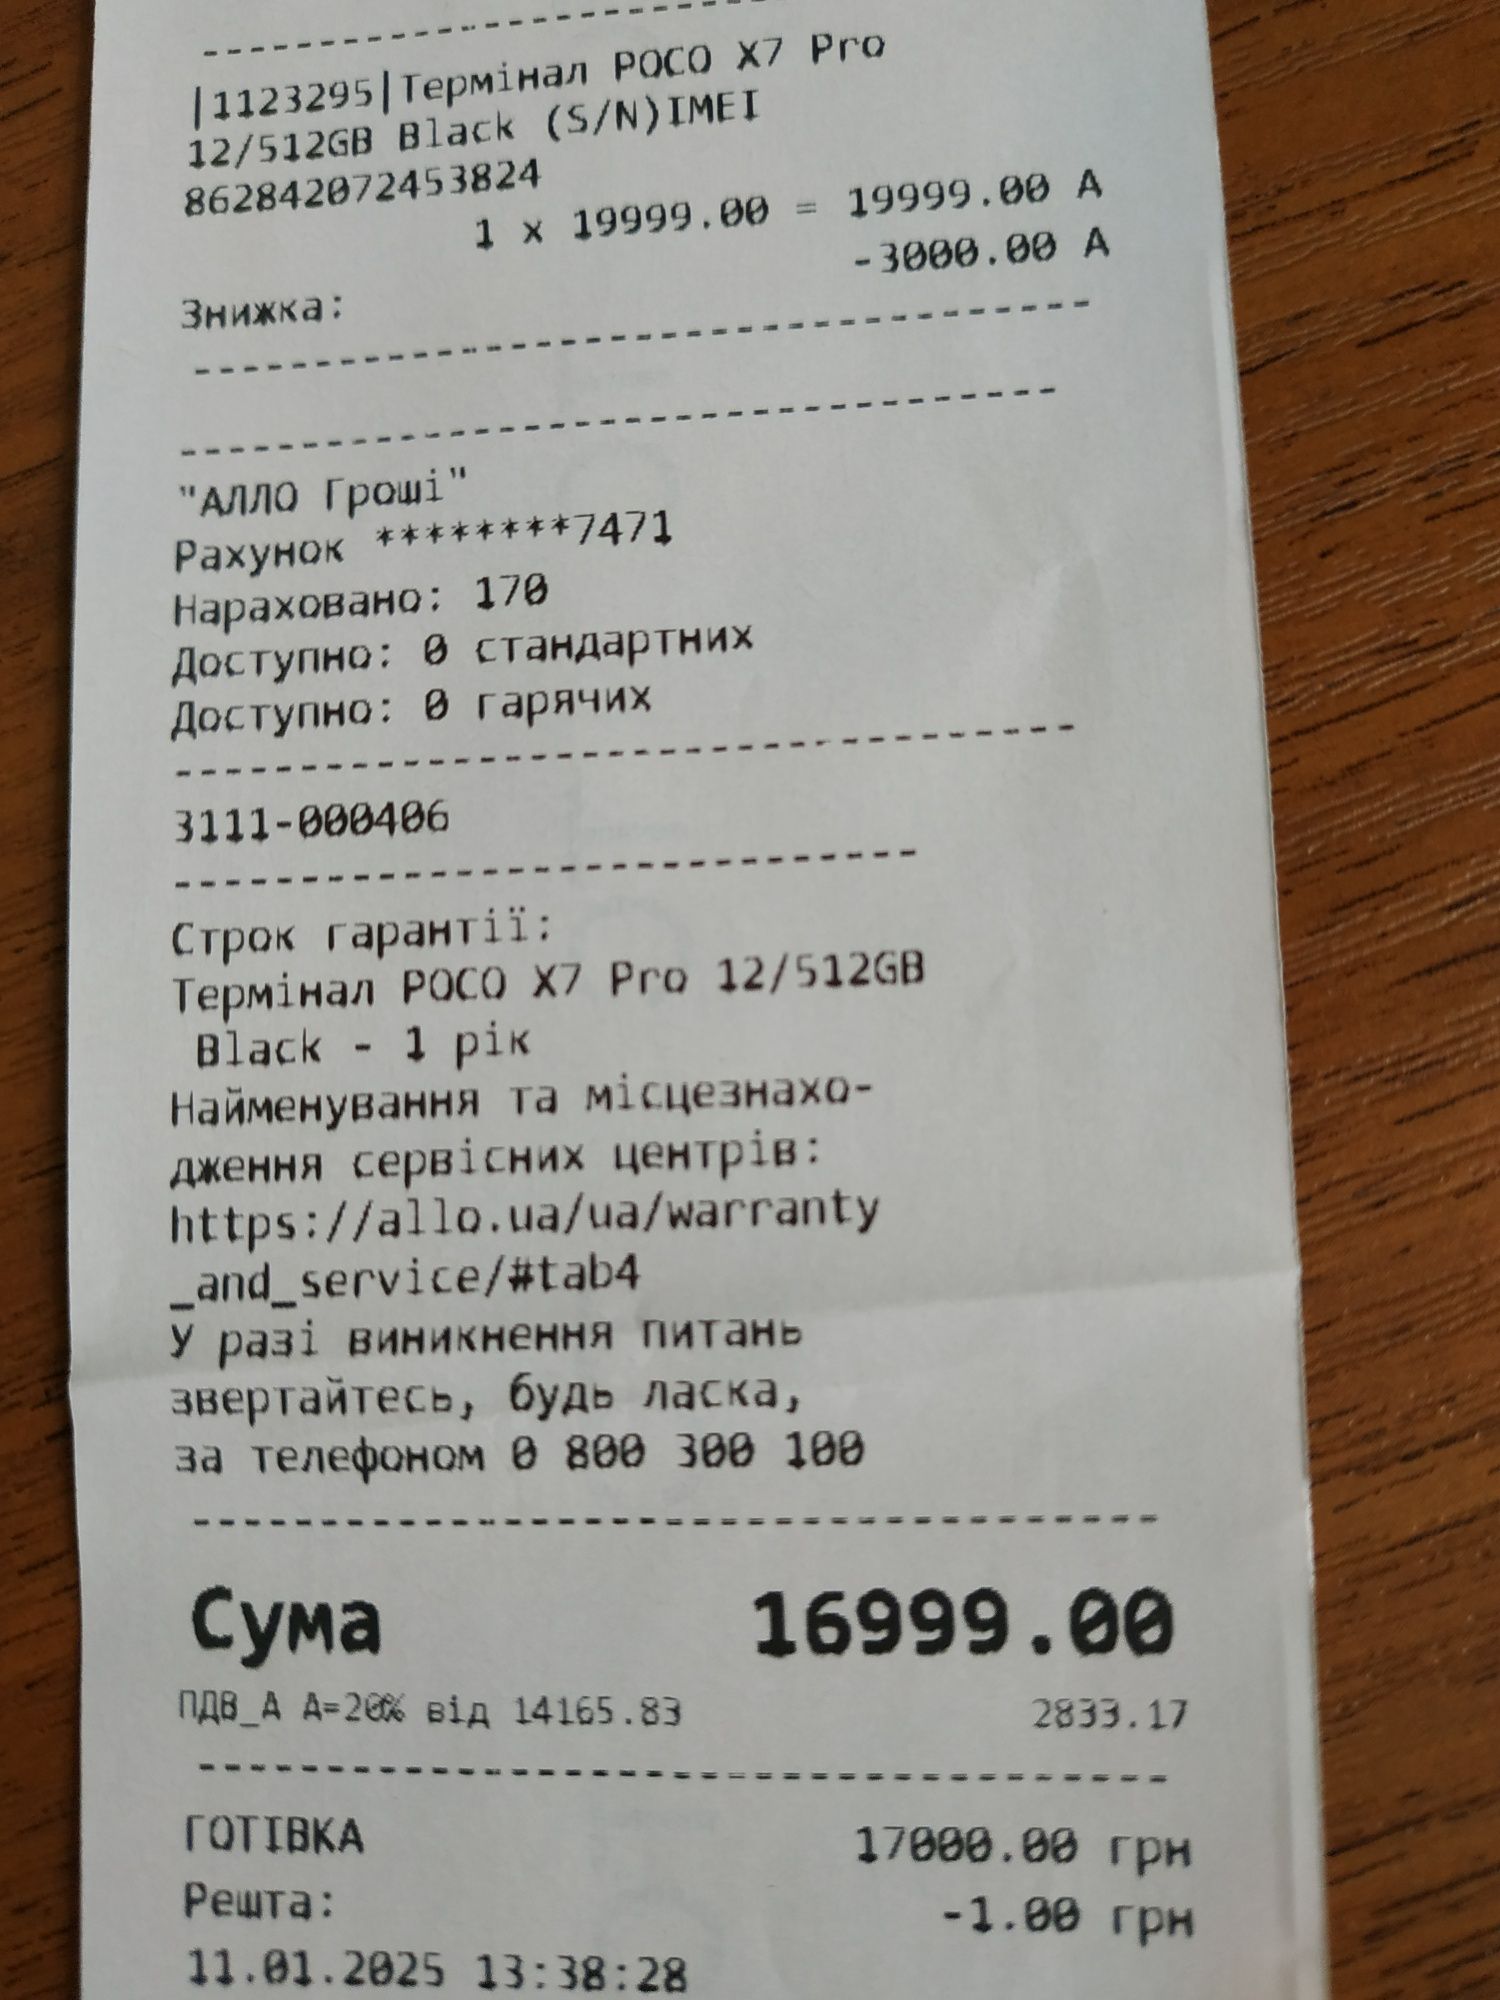 |1123295|Термінал POCO X7 Pro
12/512GB Black (S/N)IMEI
862842072453824
1 x 19999.00 = 19999.00 А
-3000.00 А
Знижка:
"АЛЛО Гроші"
Рахунок ********7471
Нараховано: 170
Доступно: 0 стандартних
Доступно: 0 гарячих
3111-000406
Строк гарантії:
Термінал POCO X7 Pro 12/512GB
Black - 1 рік
Найменування та місцезнахо-
дження сервісних центрів:
https://allo.ua/ua/warranty
_and_service/#tab4
У разі виникнення питань
звертайтесь, будь ласка,
за телефоном 0 800 300 100
Сума 16999.00
ПДВ_А А=20% від 14165.83 2833.17
ГОТІВКА 17000.00 грн
Решта: -1.00 грн
11.01.2025 13:38:28